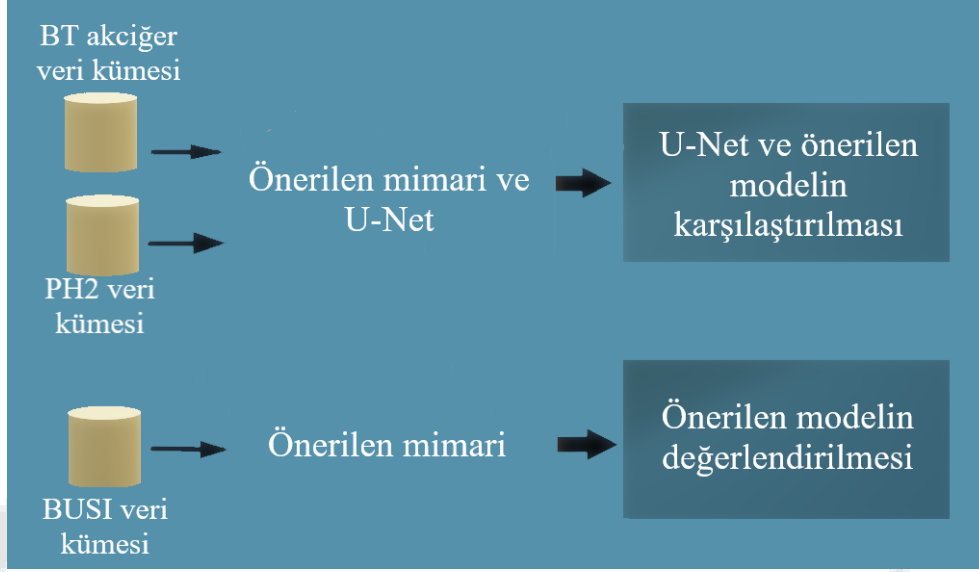 BT akciğer
veri kümesi
PH2 veri
kümesi
Önerilen mimari ve
U-Net
U-Net ve önerilen
modelin
karşılaştırılması
BUSI veri
kümesi
Önerilen mimari
Önerilen modelin
değerlendirilmesi